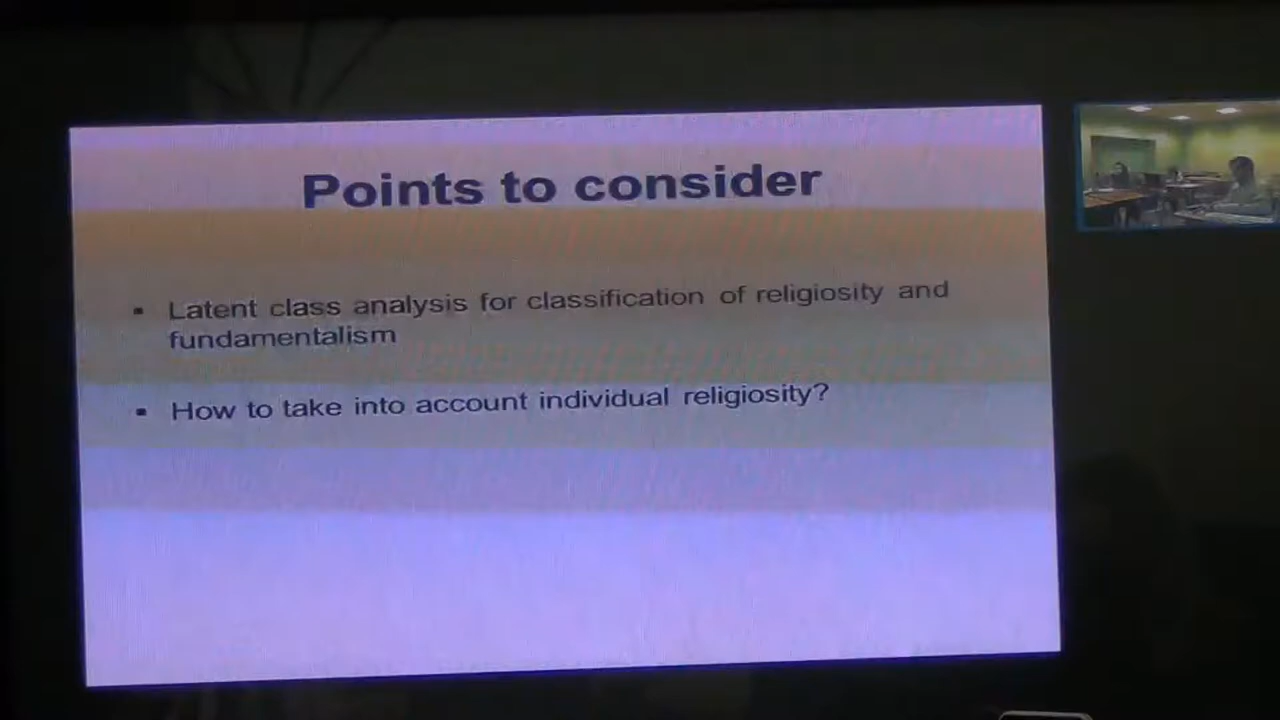 Points to consider
▪ Latent class analysis for classification of religiosity and
fundamentalism
▪ How to take into account individual religiosity?